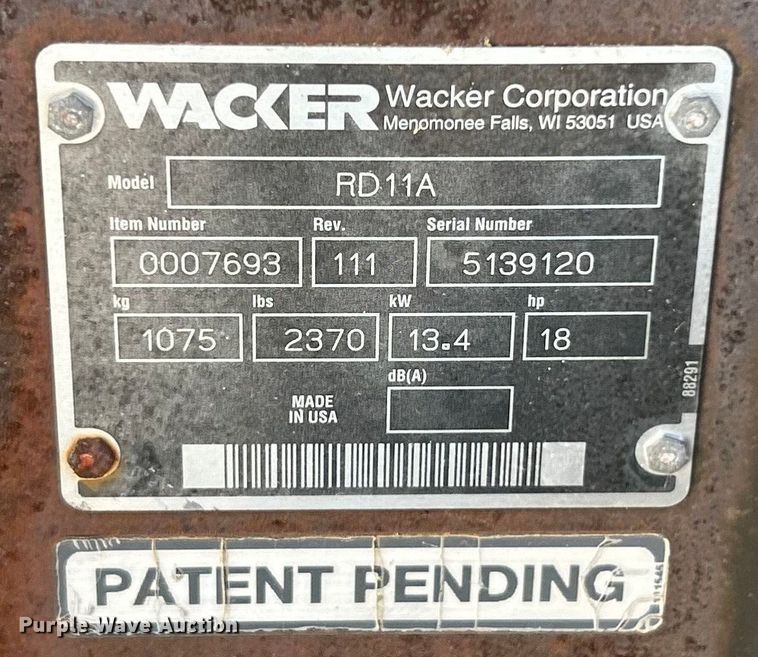 WACKER Wacker Corporation
Menomonee Falls, WI 53051 USA
Model RD11A
Item Number Rev. Serial Number
0007693 111 5139120
kg lbs kW hp
1075 2370 13.4 18
dB(A)
MADE
IN USA
88291
PATENT PENDING
Purple Wave Auction